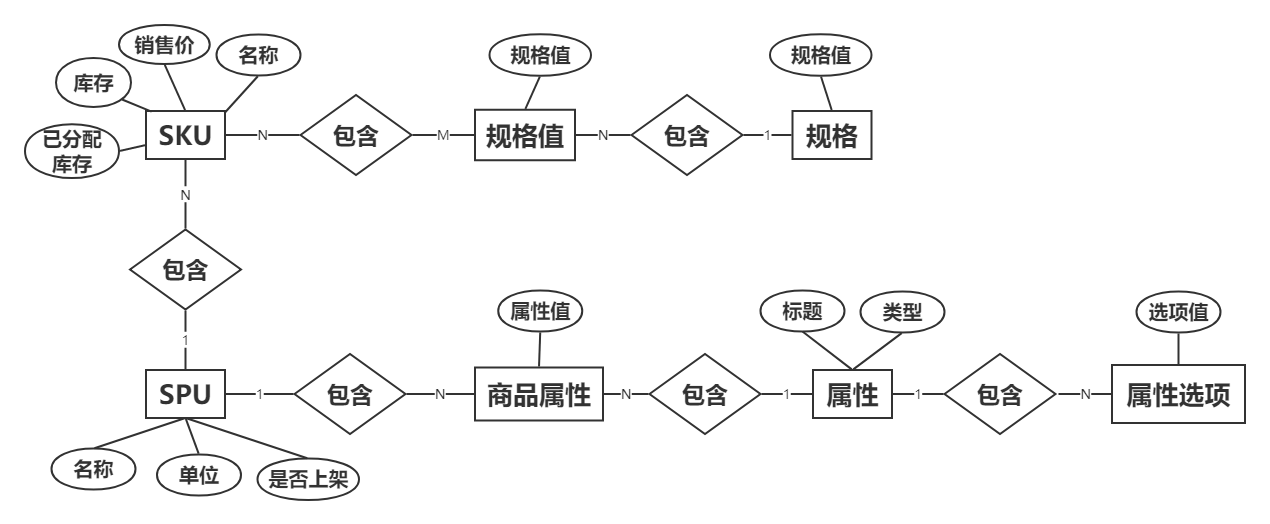 销售价
名称
规格值
规格值
库存
SKU
N
包含
M
规格值
N
包含
1
规格
已分配
库存
N
包含
1
属性值
标题
类型
选项值
SPU
1
包含
N
商品属性
N
包含
1
属性
1
包含
N
属性选项
名称
单位
是否上架